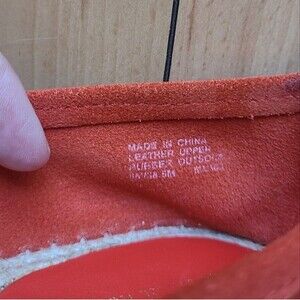 MADE IN CHINA
LEATHER UPPER
RUBBER OUTSOLE